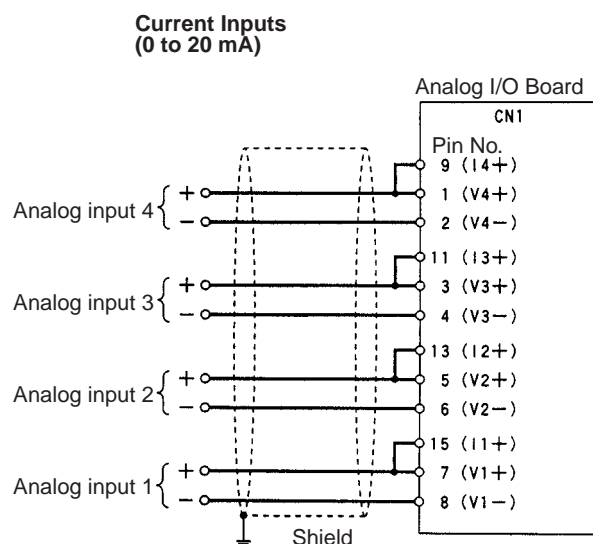 Current Inputs
(0 to 20 mA)
Analog I/O Board
CN1
Pin No.
9 (I4+)
Analog input 4 { + 1 (V4+)
− 2 (V4−)
11 (I3+)
Analog input 3 { + 3 (V3+)
− 4 (V3−)
13 (I2+)
Analog input 2 { + 5 (V2+)
− 6 (V2−)
15 (I1+)
Analog input 1 { + 7 (V1+)
− 8 (V1−)
Shield